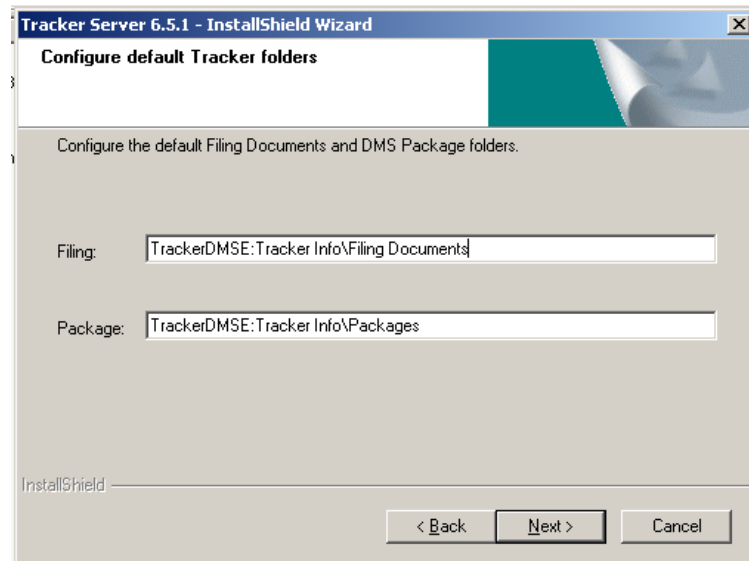 Tracker Server 6.5.1 - InstallShield Wizard
Configure default Tracker folders
Configure the default Filing Documents and DMS Package folders.
Filing: TrackerDMSE:Tracker Info\Filing Documents
Package: TrackerDMSE:Tracker Info\Packages
InstallShield
< Back Next > Cancel